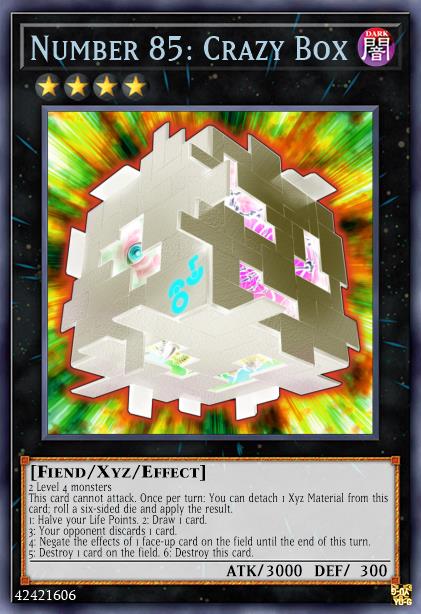 NUMBER 85: CRAZY BOX
DARK
闇
85
[FIEND/XYZ/EFFECT]
2 Level 4 monsters
This card cannot attack. Once per turn: You can detach 1 Xyz Material from this
card; roll a six-sided die and apply the result.
1: Halve your Life Points. 2: Draw 1 card.
3: Your opponent discards 1 card.
4: Negate the effects of 1 face-up card on the field until the end of this turn.
5: Destroy 1 card on the field. 6: Destroy this card.
ATK/3000 DEF/ 300
42421606